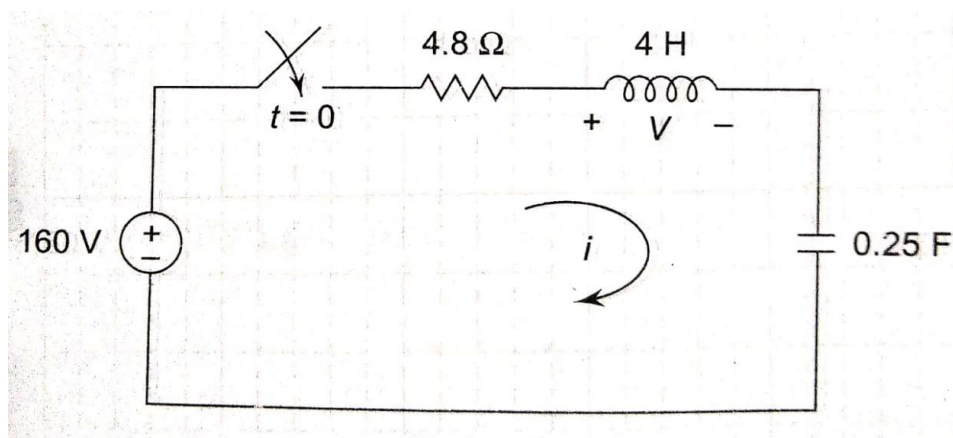 4.8 Ω
4 H
t = 0
+ V –
160 V
+
–
i
0.25 F